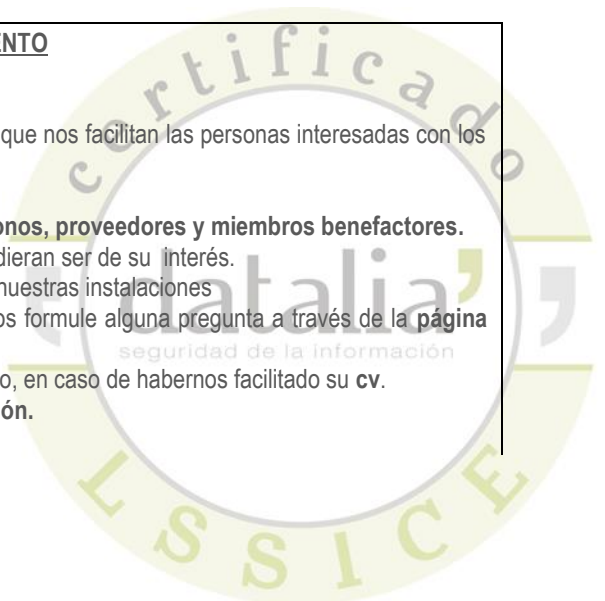 ENTO
que nos facilitan las personas interesadas con los
onos, proveedores y miembros benefactores.
dieran ser de su interés.
nuestras instalaciones
os formule alguna pregunta a través de la página
o, en caso de habernos facilitado su cv.
ón.
certificado
datalia
seguridad de la información
LSSICE